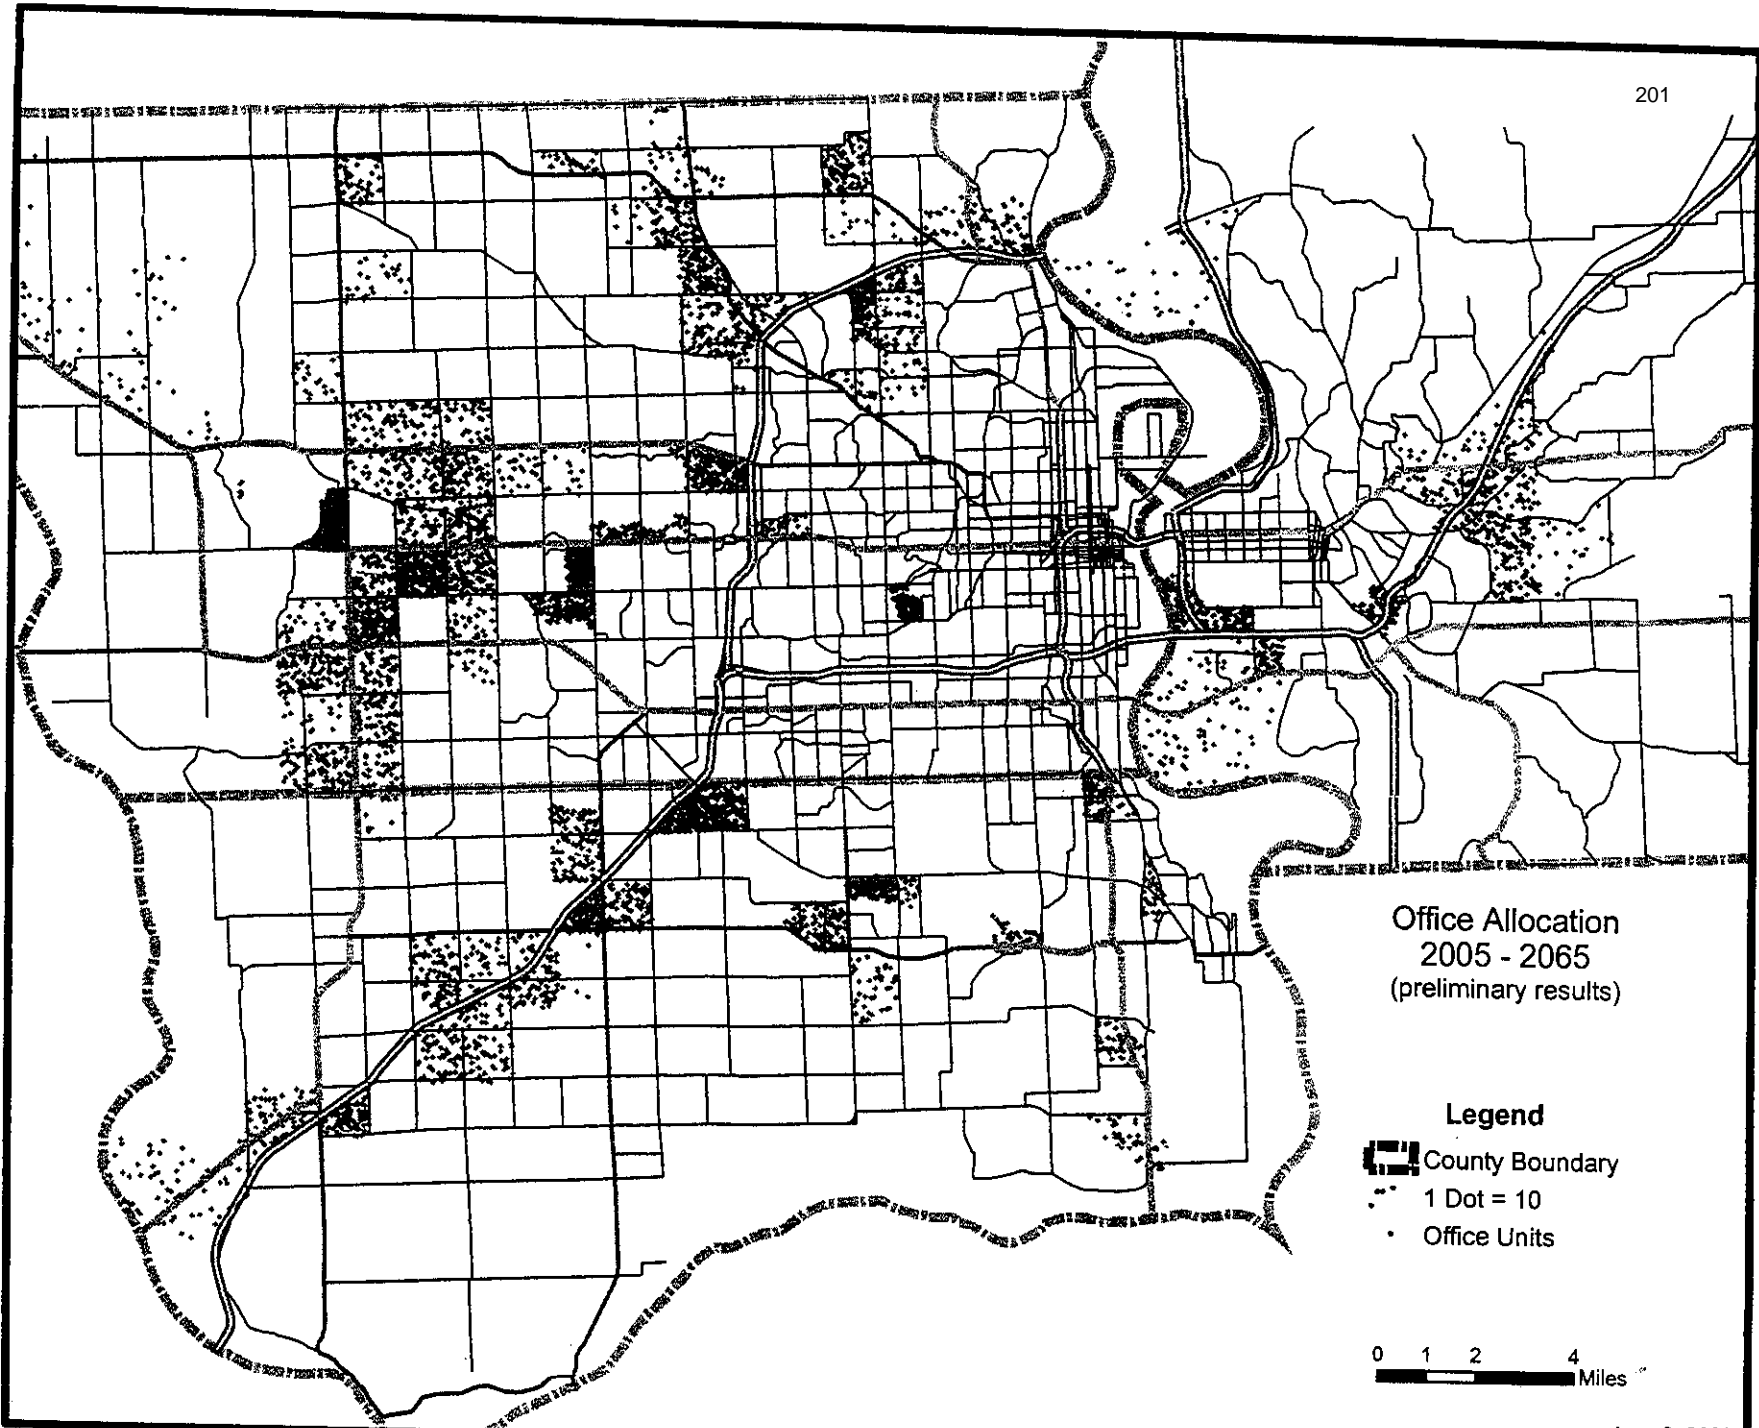 201
Office Allocation
2005 - 2065
(preliminary results)
Legend
County Boundary
1 Dot = 10
Office Units
0 1 2 4
Miles